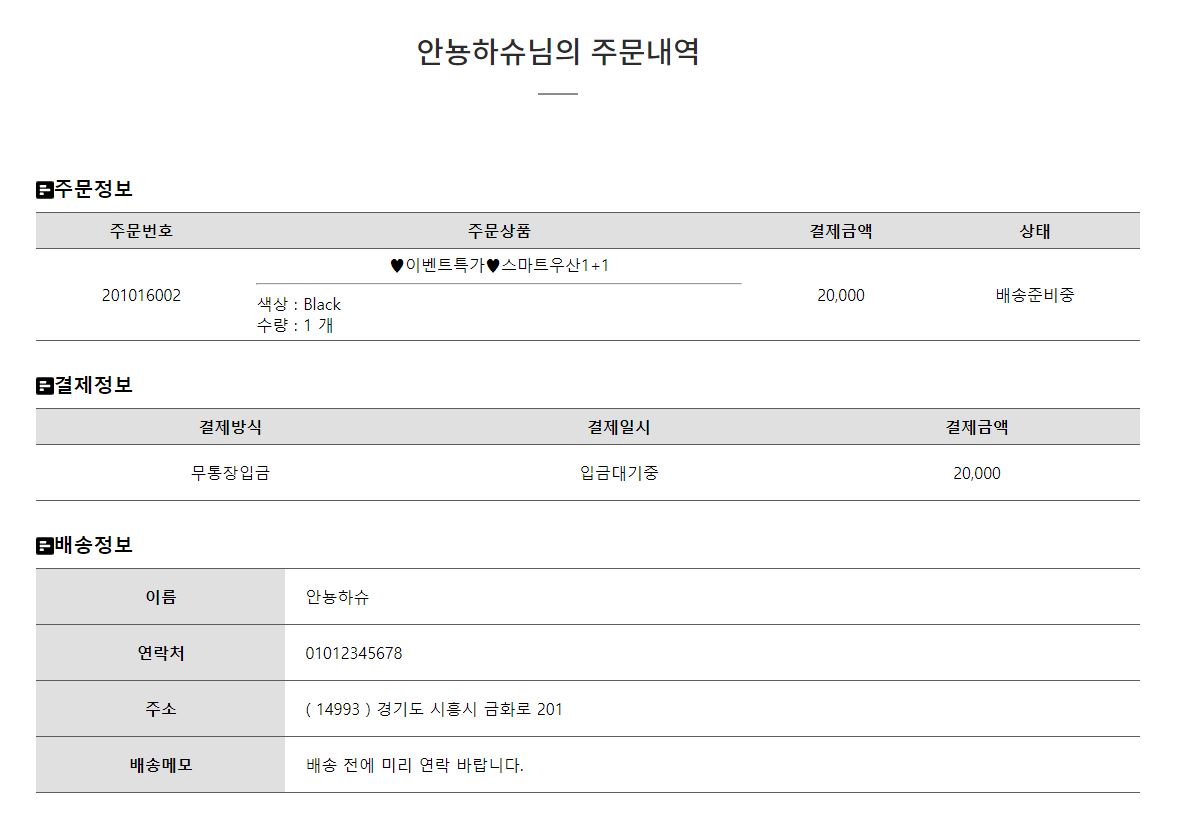 안뇽하슈님의 주문내역
주문정보
주문번호 주문상품 결제금액 상태
♥이벤트특가♥스마트우산1+1
201016002 20,000 배송준비중
색상 : Black
수량 : 1 개
결제정보
결제방식 결제일시 결제금액
무통장입금 입금대기중 20,000
배송정보
이름 안뇽하슈
연락처 01012345678
주소 ( 14993 ) 경기도 시흥시 금화로 201
배송메모 배송 전에 미리 연락 바랍니다.